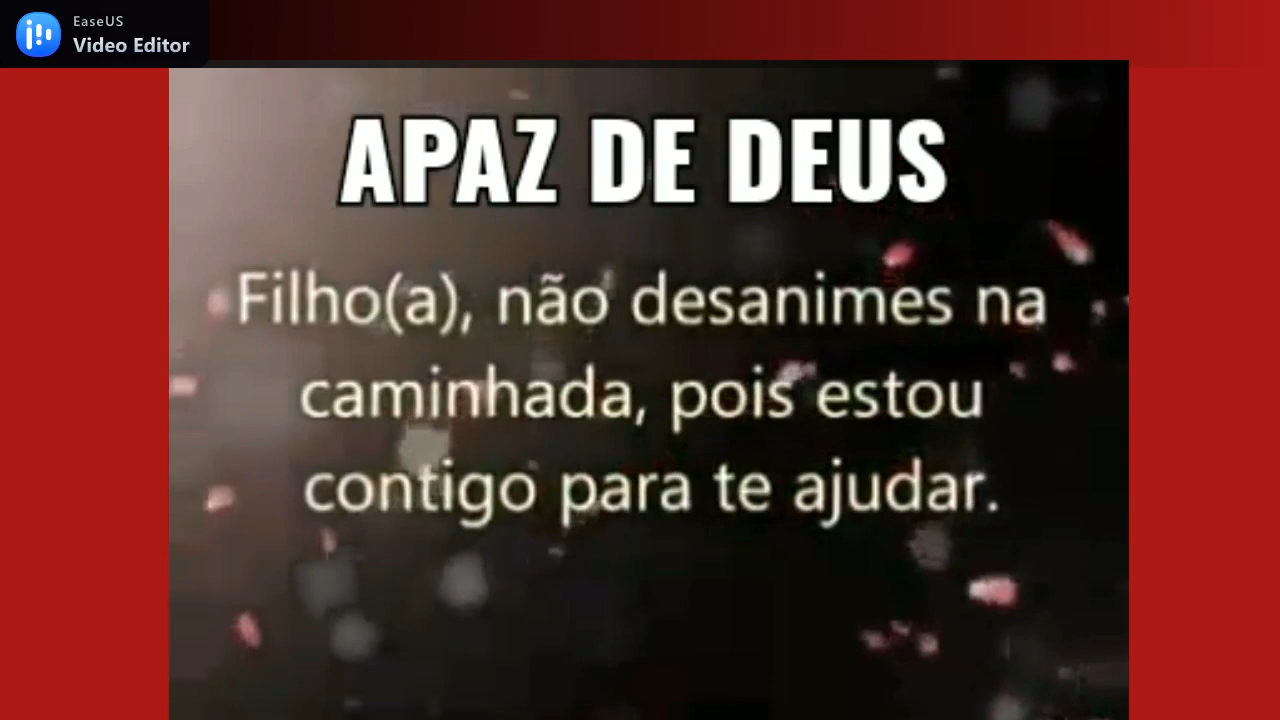 EaseUS
Video Editor
APAZ DE DEUS
Filho(a), não desanimes na
caminhada, pois estou
contigo para te ajudar.